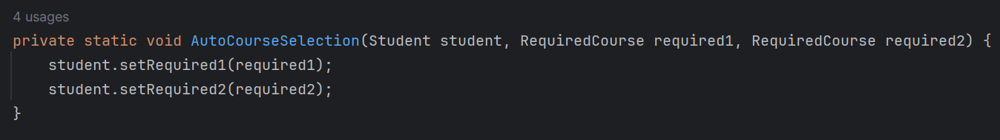 4 usages
private static void AutoCourseSelection(Student student, RequiredCourse required1, RequiredCourse required2) {
    student.setRequired1(required1);
    student.setRequired2(required2);
}